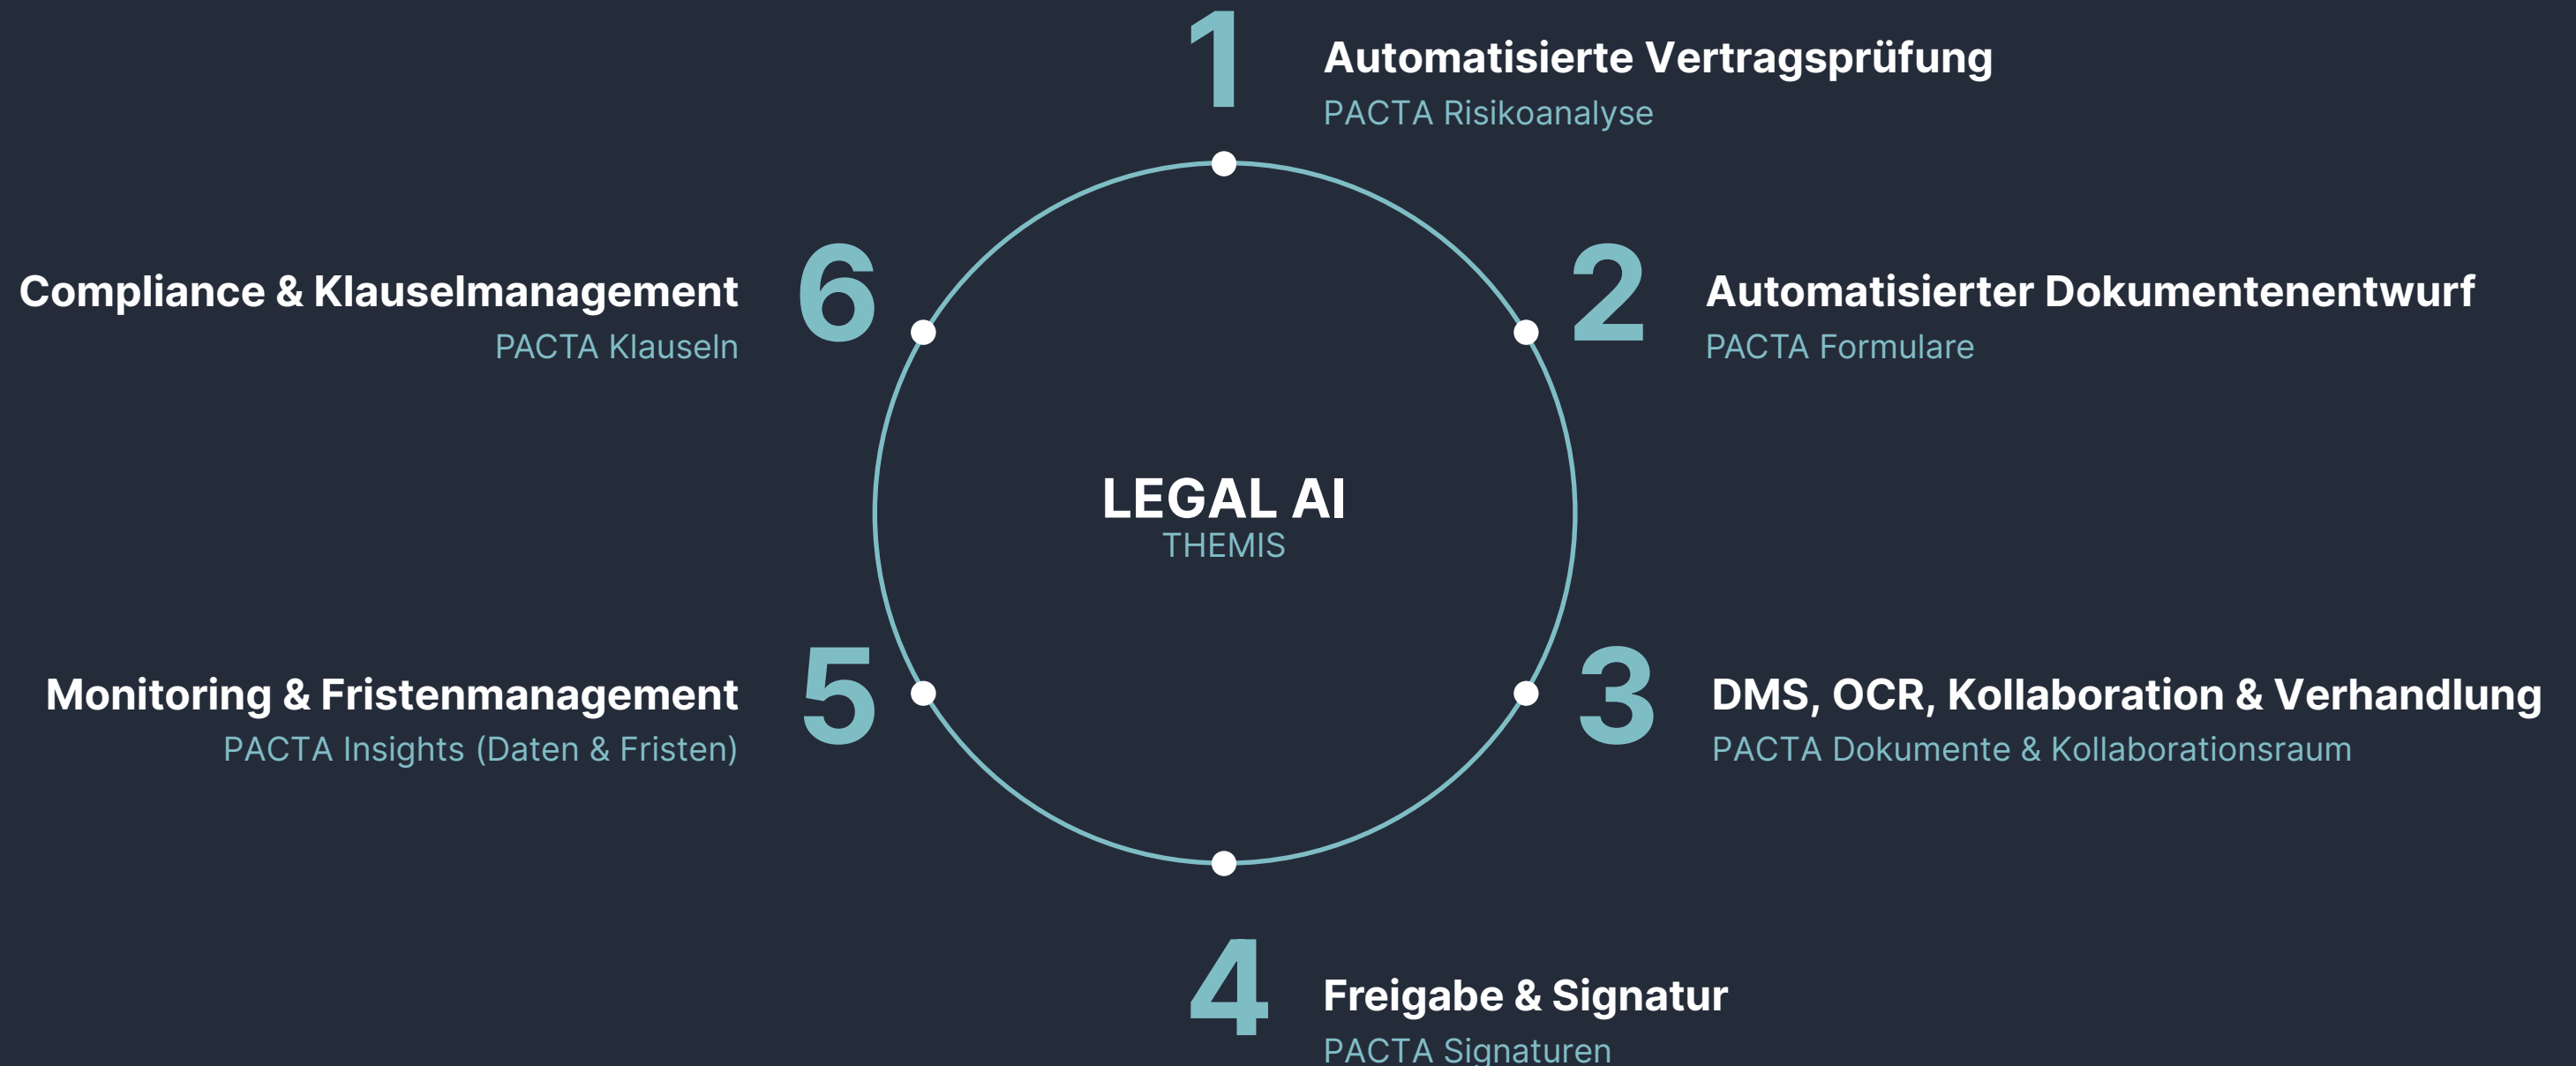 1
Automatisierte Vertragsprüfung
PACTA Risikoanalyse
2
Automatisierter Dokumentenentwurf
PACTA Formulare
3
DMS, OCR, Kollaboration & Verhandlung
PACTA Dokumente & Kollaborationsraum
4
Freigabe & Signatur
PACTA Signaturen
5
Monitoring & Fristenmanagement
PACTA Insights (Daten & Fristen)
6
Compliance & Klauselmanagement
PACTA Klauseln
LEGAL AI
THEMIS